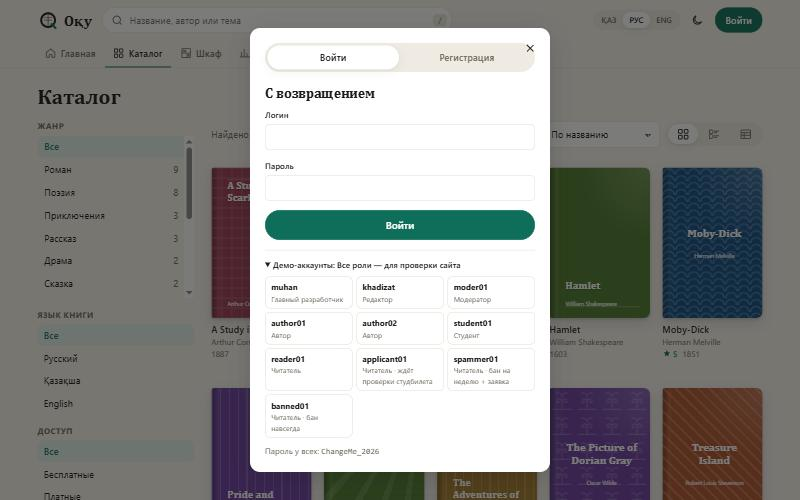 Оқу
Название, автор или тема
/
ҚАЗ РУС ENG
Войти
Главная Каталог Шкаф
Каталог
ЖАНР
Все
Роман 9
Поэзия 8
Приключения 3
Рассказ 3
Драма 2
Сказка 2
ЯЗЫК КНИГИ
Все
Русский
Қазақша
English
ДОСТУП
Все
Бесплатные
Платные
Найдено
По названию
Войти Регистрация
С возвращением
Логин
Пароль
Войти
Демо-аккаунты: Все роли — для проверки сайта
muhan
Главный разработчик
khadizat
Редактор
moder01
Модератор
author01
Автор
author02
Автор
student01
Студент
reader01
Читатель
applicant01
Читатель · ждёт
проверки студбилета
spammer01
Читатель · бан на
неделю + заявка
banned01
Читатель · бан
навсегда
Пароль у всех: ChangeMe_2026
Hamlet
William Shakespeare
Hamlet
William Shakespeare
1603
Moby-Dick
Herman Melville
Moby-Dick
Herman Melville
★ 5 1851
A Stu
Scarl
Arthur Co
A Study i
Arthur Con
1887
Pride and
The
Adventures of
The Picture of
Dorian Gray
Oscar Wilde
Treasure
Island
Robert Louis Stevenson